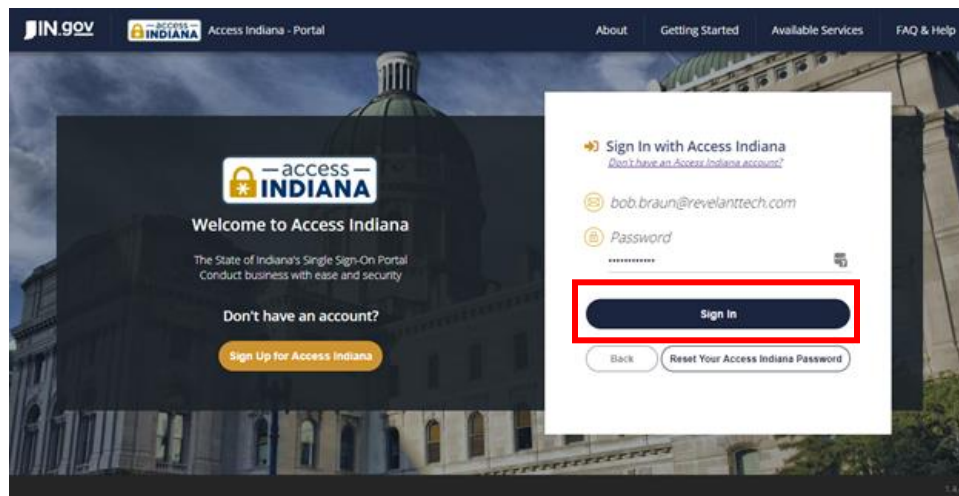 IN.gov
access INDIANA
Access Indiana - Portal
About
Getting Started
Available Services
FAQ & Help
access
INDIANA
Welcome to Access Indiana
The State of Indiana's Single Sign-On Portal
Conduct business with ease and security
Don't have an account?
Sign Up for Access Indiana
Sign In with Access Indiana
Don't have an Access Indiana account?
bob.braun@revelanttech.com
Password
Sign In
Back
Reset Your Access Indiana Password